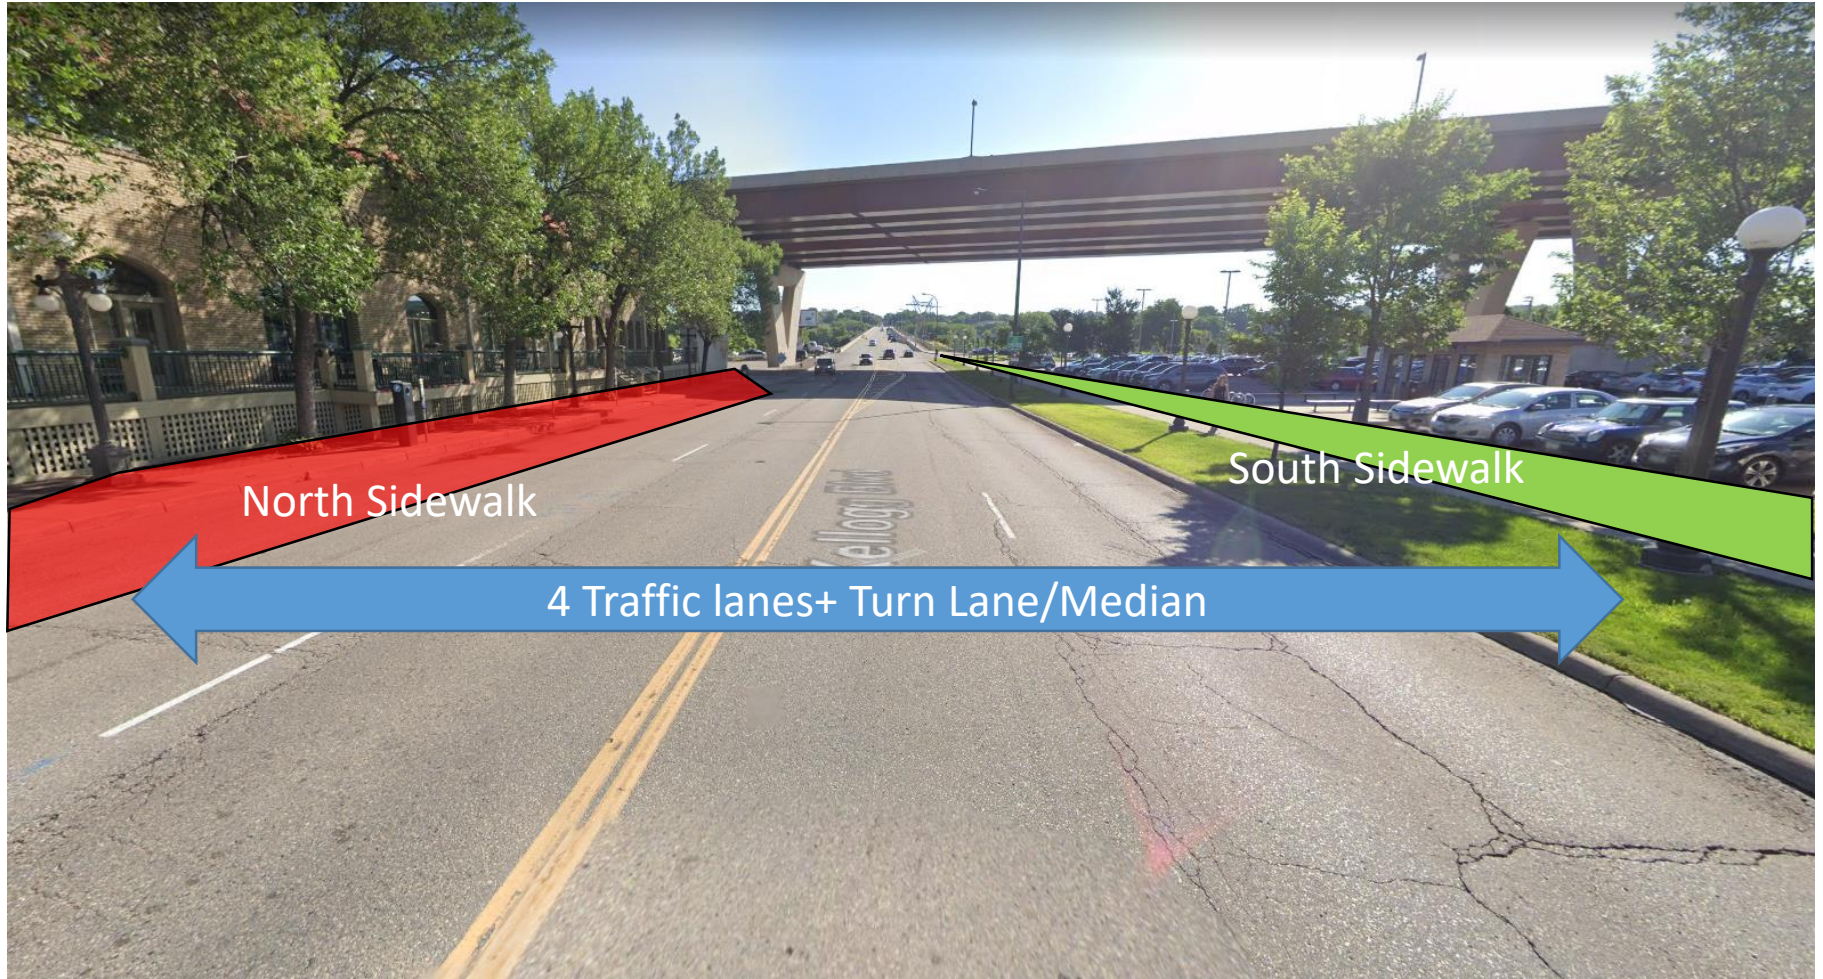 North Sidewalk
South Sidewalk
Kellogg Blvd
4 Traffic lanes+ Turn Lane/Median